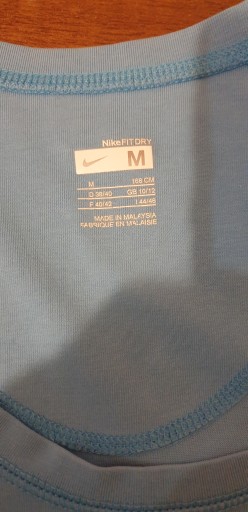 NikeFIT DRY
M
M 168 CM
D 38/40 GB 10/12
F 40/42 I 44/46
MADE IN MALAYSIA
FABRIQUE EN MALAISIE